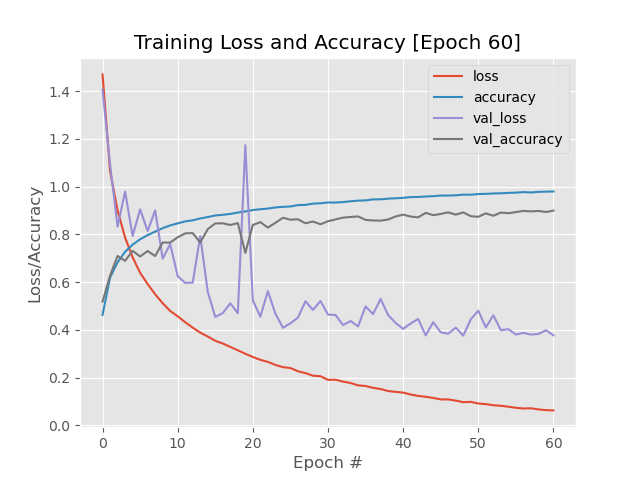 Training Loss and Accuracy [Epoch 60]
loss
accuracy
val_loss
val_accuracy
Loss/Accuracy
1.4
1.2
1.0
0.8
0.6
0.4
0.2
0.0
0 10 20 30 40 50 60
Epoch #